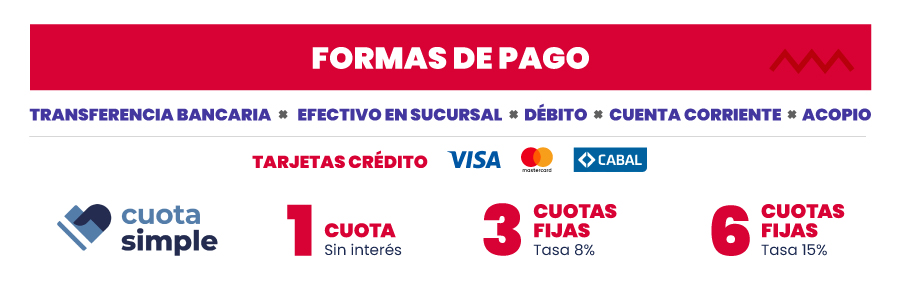 FORMAS DE PAGO
TRANSFERENCIA BANCARIA ✖ EFECTIVO EN SUCURSAL ✖ DÉBITO ✖ CUENTA CORRIENTE ✖ ACOPIO
TARJETAS CRÉDITO VISA mastercard CABAL
cuota
simple
1 CUOTA
Sin interés
3 CUOTAS
FIJAS
Tasa 8%
6 CUOTAS
FIJAS
Tasa 15%